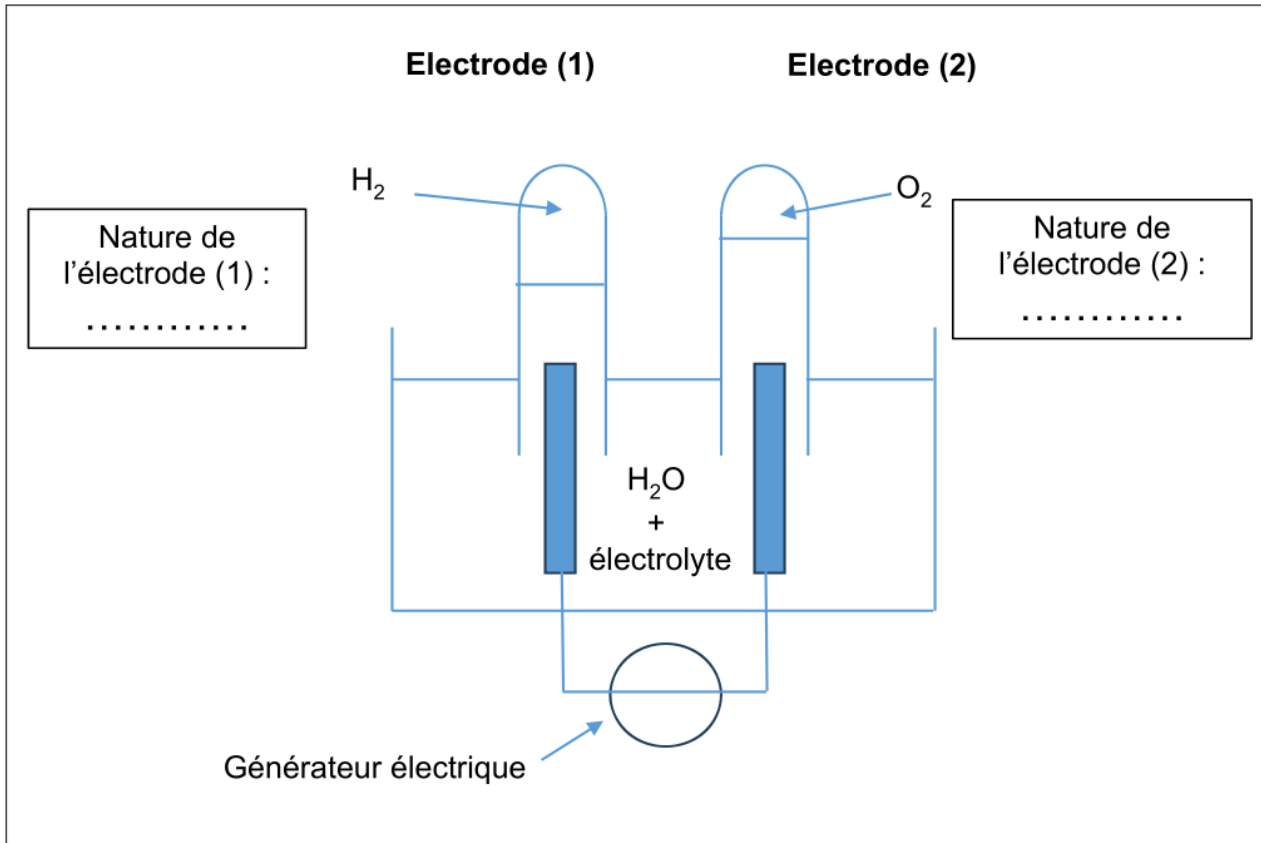 Electrode (1)
Electrode (2)
H₂
O₂
Nature de
l’électrode (1) :
............
Nature de
l’électrode (2) :
............
H₂O
+
électrolyte
Générateur électrique